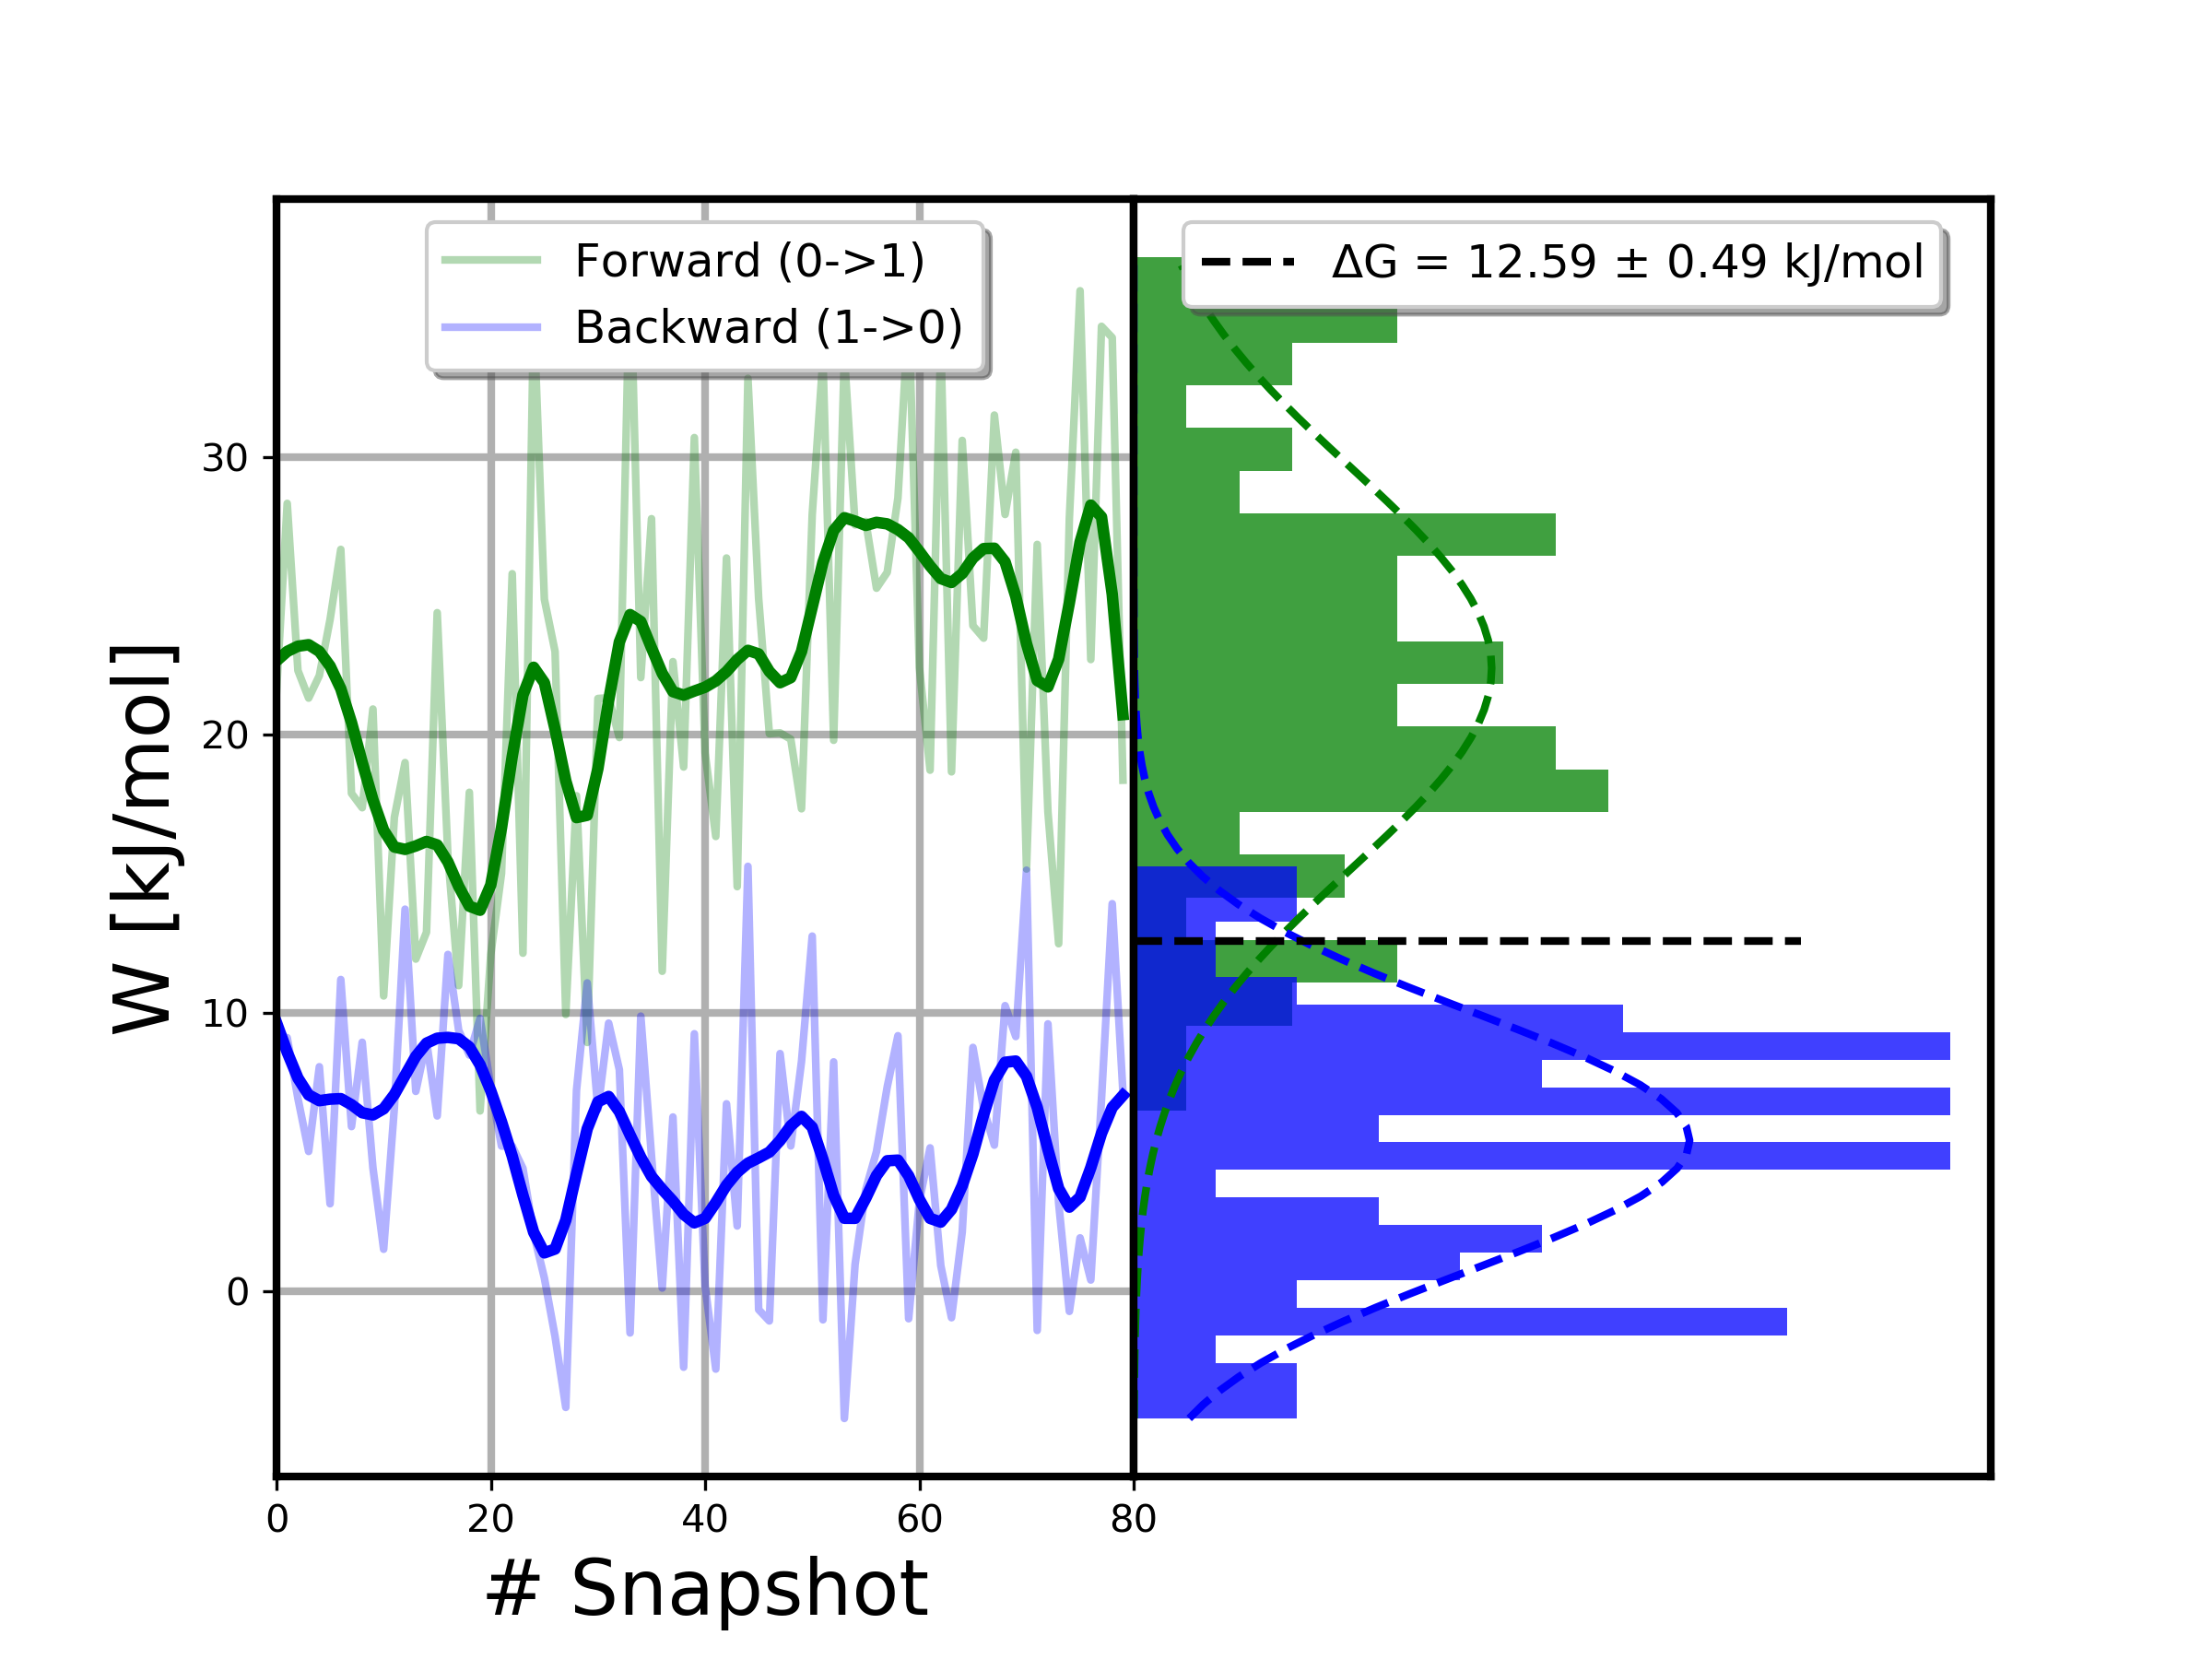 Forward (0->1)
Backward (1->0)
ΔG = 12.59 ± 0.49 kJ/mol
W [kJ/mol]
30
20
10
0
0 20 40 60 80
# Snapshot